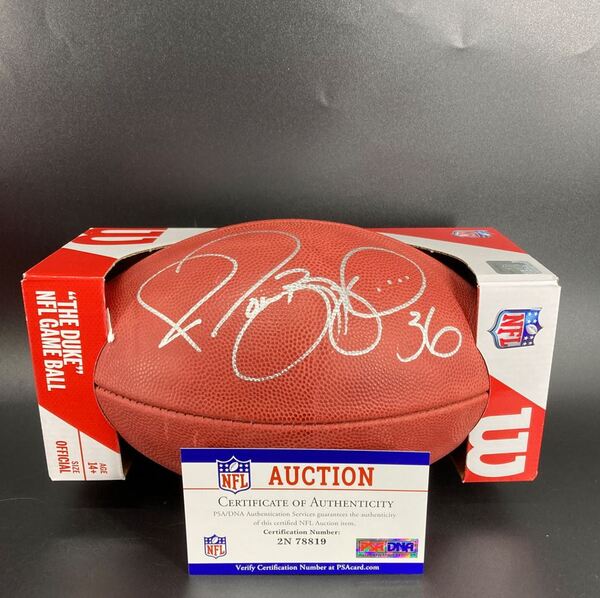 "THE DUKE"
NFL GAME BALL
AGE
14+
SIZE
OFFICIAL
W
NFL
W
36
NFL
AUCTION
CERTIFICATE OF AUTHENTICITY
PSA/DNA Authentication Services guarantees the authenticity
of this certified NFL Auction item.
Certification Number:
2N 78819
NFL
PSA DNA
Verify Certification Number at PSAcard.com